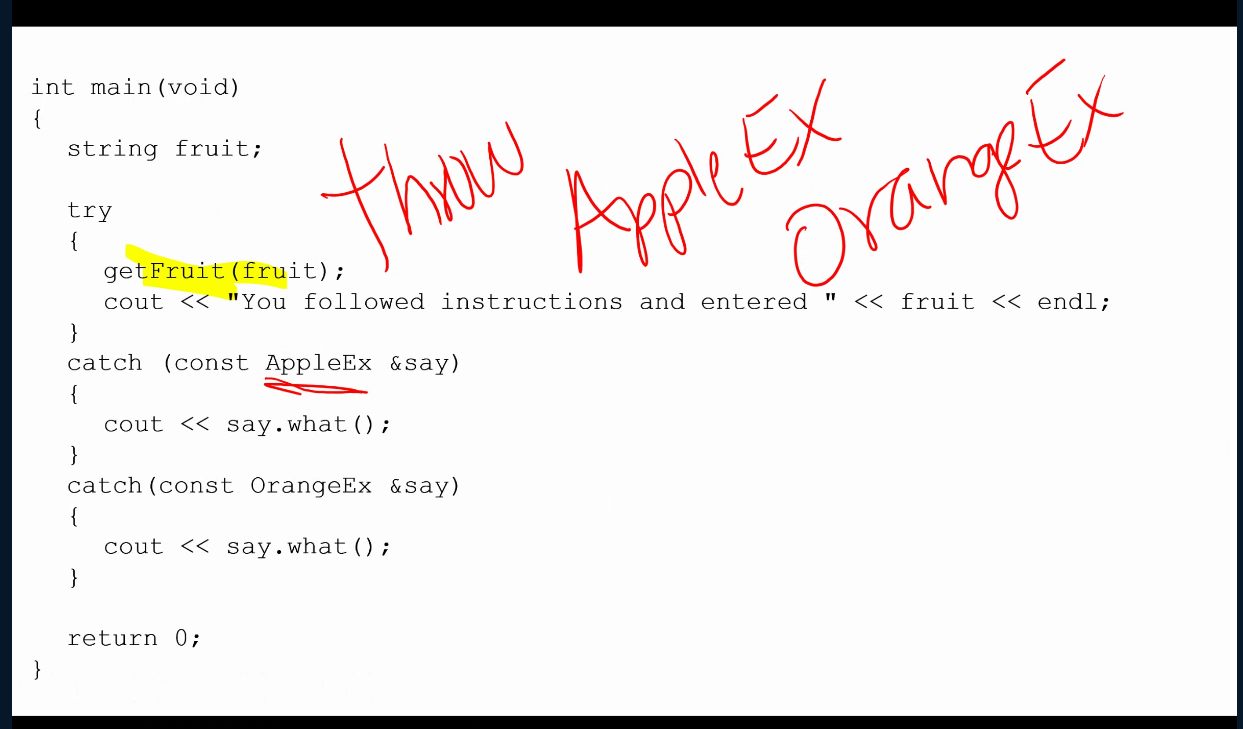 int main(void)
{
string fruit;
throw AppleEx OrangeEx
try
{
getFruit(fruit);
cout << "You followed instructions and entered " << fruit << endl;
}
catch (const AppleEx &say)
{
cout << say.what();
}
catch(const OrangeEx &say)
{
cout << say.what();
}
return 0;
}